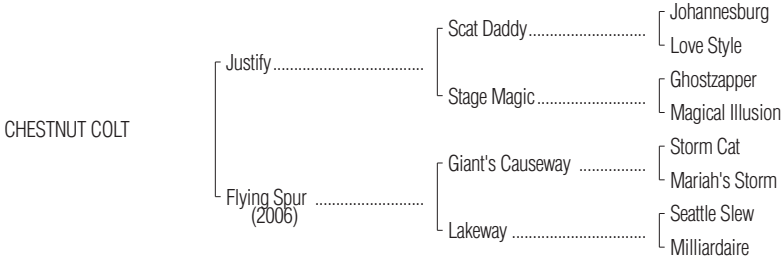 Johannesburg
Scat Daddy
Love Style
Justify
Ghostzapper
Stage Magic
Magical Illusion
CHESTNUT COLT
Storm Cat
Giant's Causeway
Mariah's Storm
Flying Spur
(2006)
Seattle Slew
Lakeway
Milliardaire